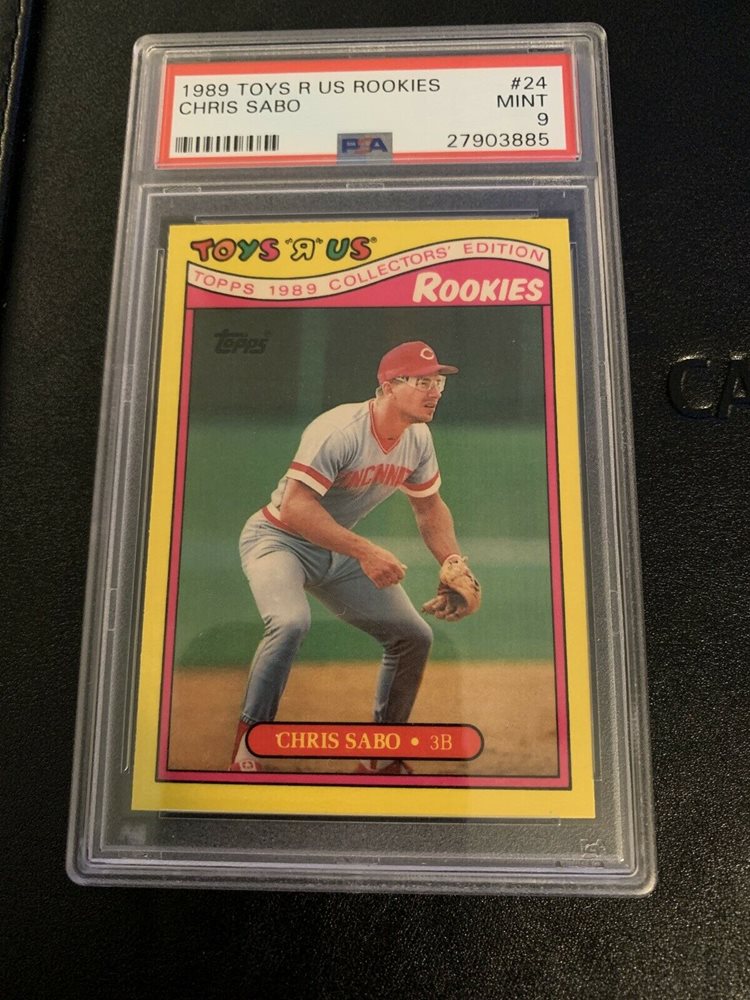 1989 TOYS R US ROOKIES #24
CHRIS SABO MINT
9
PSA 27903885
TOYS "Я" US®
TOPPS 1989 COLLECTORS' EDITION
ROOKIES
Topps
C
CINCINNATI
CHRIS SABO • 3B
CA